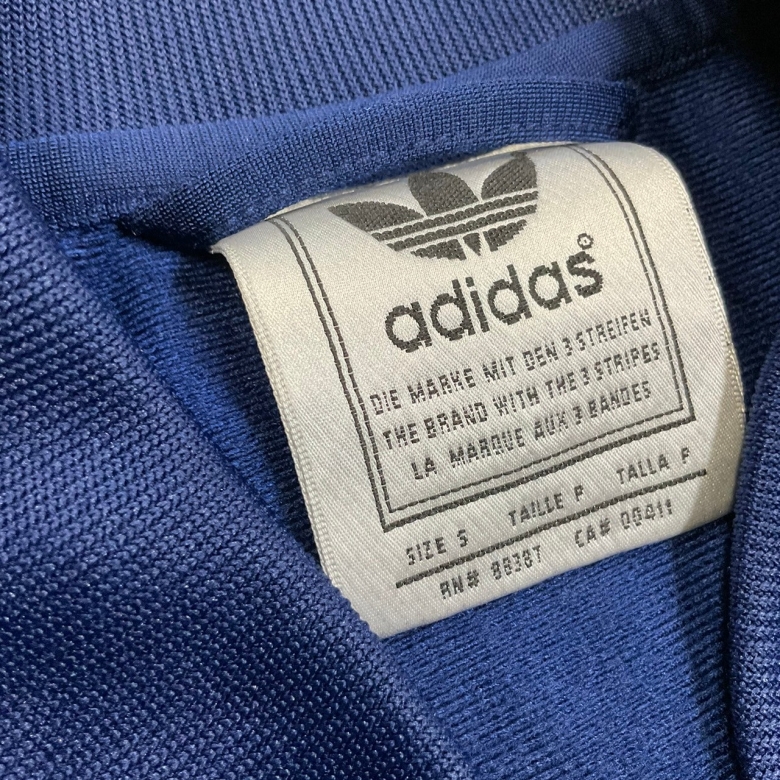 adidas®
DIE MARKE MIT DEN 3 STREIFEN
THE BRAND WITH THE 3 STRIPES
LA MARQUE AUX 3 BANDES
SIZE S TAILLE P TALLA P
RN# 88387 CA# 00411